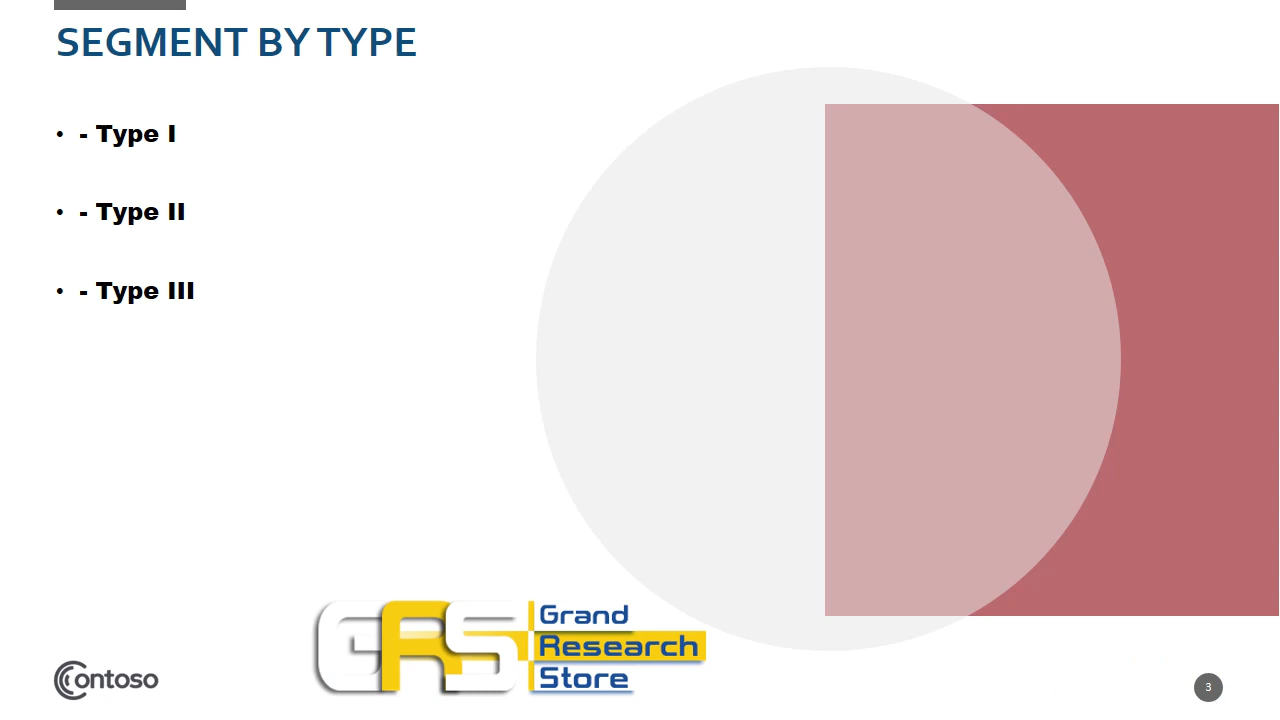 SEGMENT BY TYPE
• - Type I
• - Type II
• - Type III
GRS
Grand
Research
Store
Contoso
3